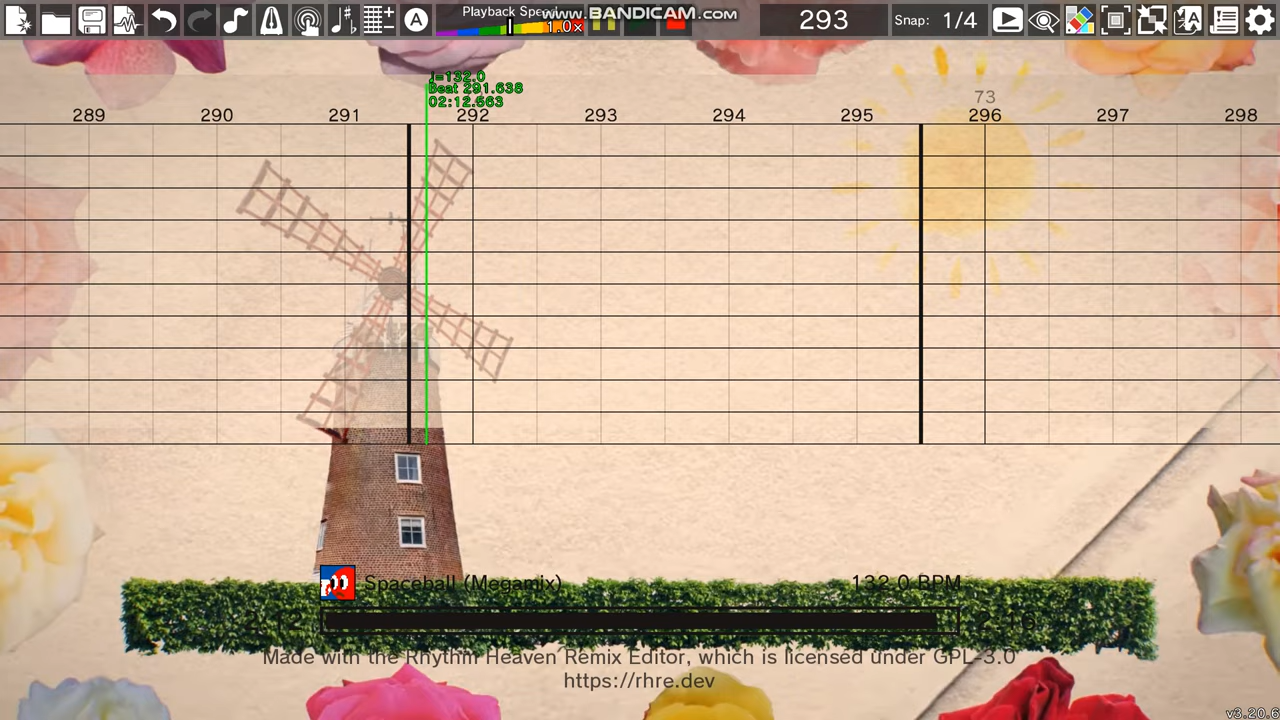 Playback Speed
1.0x
www.BANDICAM.com
293
Snap: 1/4
♩=132.0
Beat 291.638
02:12.563
73
289 290 291 292 293 294 295 296 297 298
Spaceball (Megamix) 132.0 BPM
Made with the Rhythm Heaven Remix Editor, which is licensed under GPL-3.0
https://rhre.dev
v3.20.6